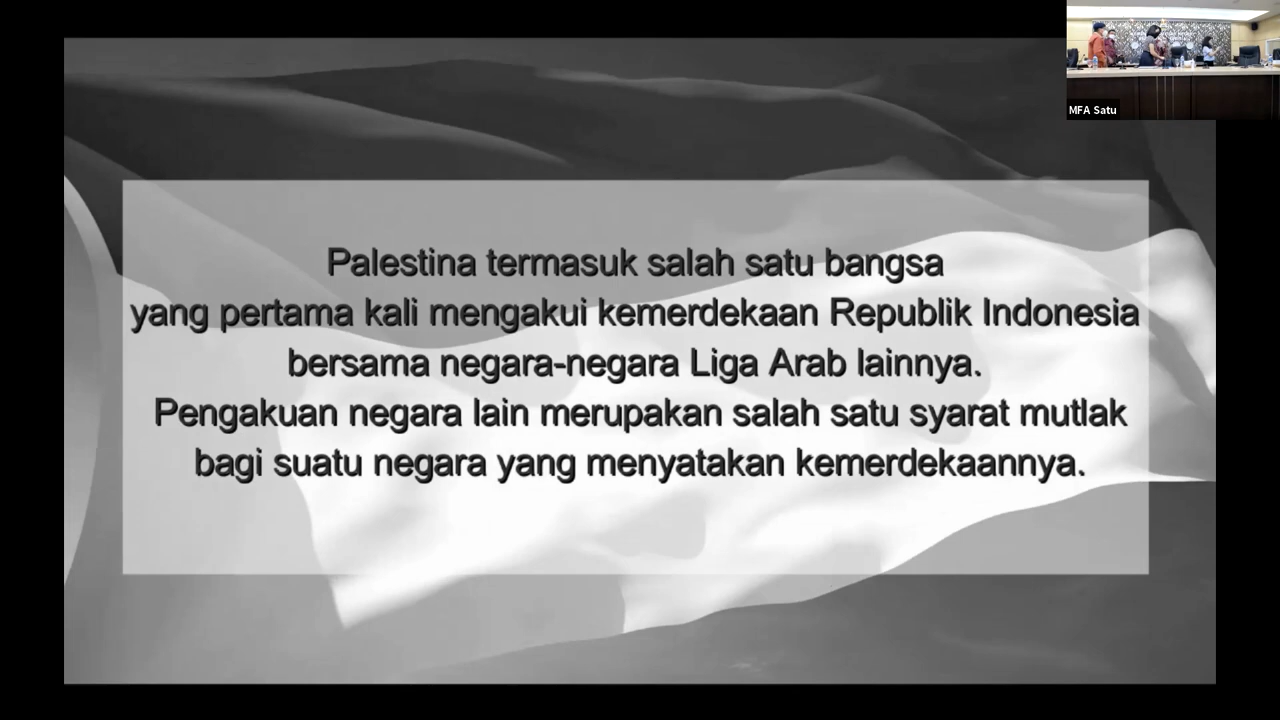 Palestina termasuk salah satu bangsa
yang pertama kali mengakui kemerdekaan Republik Indonesia
bersama negara-negara Liga Arab lainnya.
Pengakuan negara lain merupakan salah satu syarat mutlak
bagi suatu negara yang menyatakan kemerdekaannya.
MFA Satu